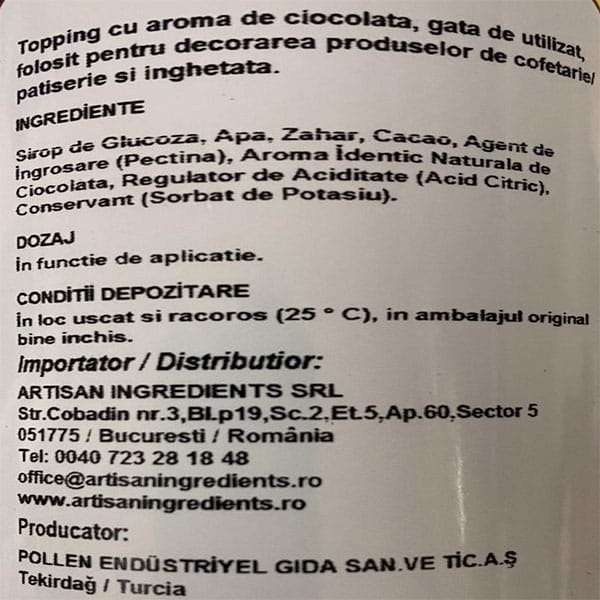 Topping cu aroma de ciocolata, gata de utilizat,
folosit pentru decorarea produselor de cofetarie/
patiserie si inghetata.
INGREDİENTE
Sirop de Glucoza, Apa, Zahar, Cacao, Agent de
İngrosare (Pectina), Aroma İdentic Naturala de
Ciocolata, Regulator de Aciditate (Acid Citric),
Conservant (Sorbat de Potasiu).
DOZAJ
İn functie de aplicatie.
CONDİTİİ DEPOZİTARE
İn loc uscat si racoros (25 ° C), in ambalajul original
bine inchis.
Importator / Distributior:
ARTISAN INGREDIENTS SRL
Str.Cobadin nr.3,Bl.p19,Sc.2,Et.5,Ap.60,Sector 5
051775 / Bucuresti / România
Tel: 0040 723 28 18 48
office@artisaningredients.ro
www.artisaningredients.ro
Producator:
POLLEN ENDÜSTRİYEL GIDA SAN.VE TİC.A.Ş
Tekirdağ / Turcia